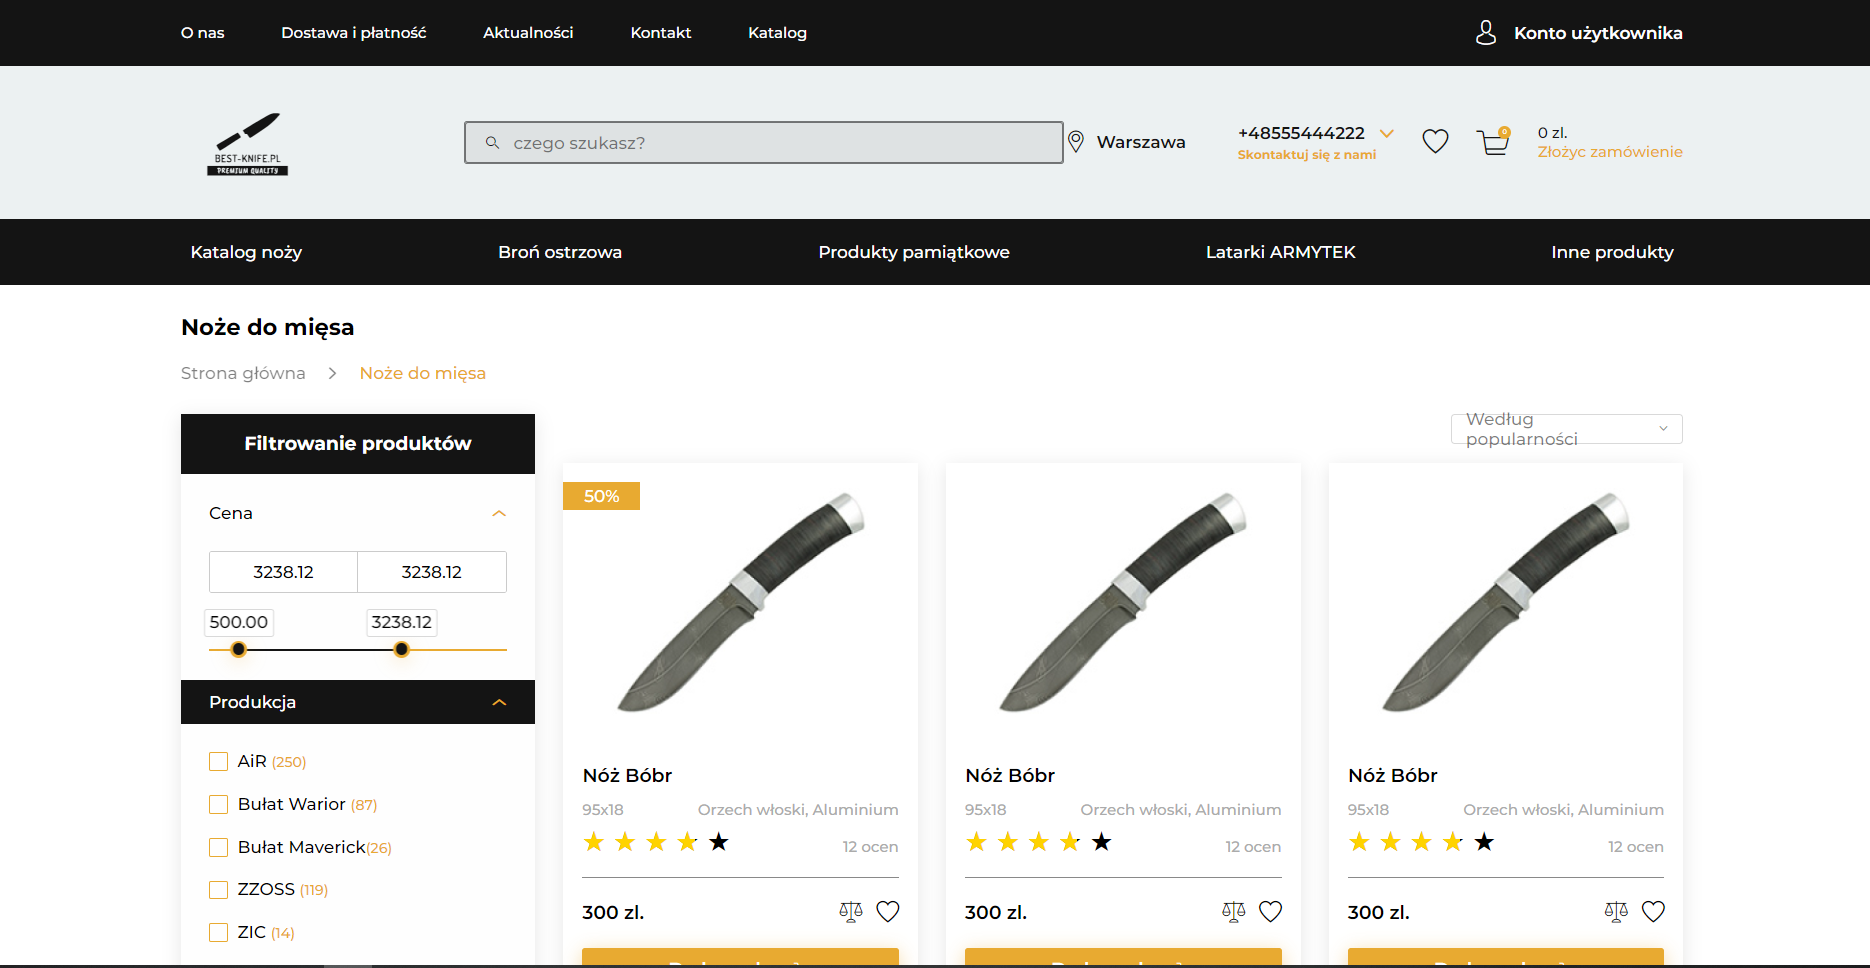 O nas
Dostawa i płatność
Aktualności
Kontakt
Katalog
Konto użytkownika
BEST-KNIFE.PL
PREMIUM QUALITY
czego szukasz?
Warszawa
+48555444222
Skontaktuj się z nami
0
0 zl.
Złożyc zamówienie
Katalog noży
Broń ostrzowa
Produkty pamiątkowe
Latarki ARMYTEK
Inne produkty
Noże do mięsa
Strona główna
Noże do mięsa
Filtrowanie produktów
Według
popularności
Cena
3238.12
3238.12
500.00
3238.12
Produkcja
AiR (250)
Bułat Warior (87)
Bułat Maverick(26)
ZZOSS (119)
ZIC (14)
50%
Nóż Bóbr
95x18
Orzech włoski, Aluminium
12 ocen
300 zl.
Nóż Bóbr
95x18
Orzech włoski, Aluminium
12 ocen
300 zl.
Nóż Bóbr
95x18
Orzech włoski, Aluminium
12 ocen
300 zl.